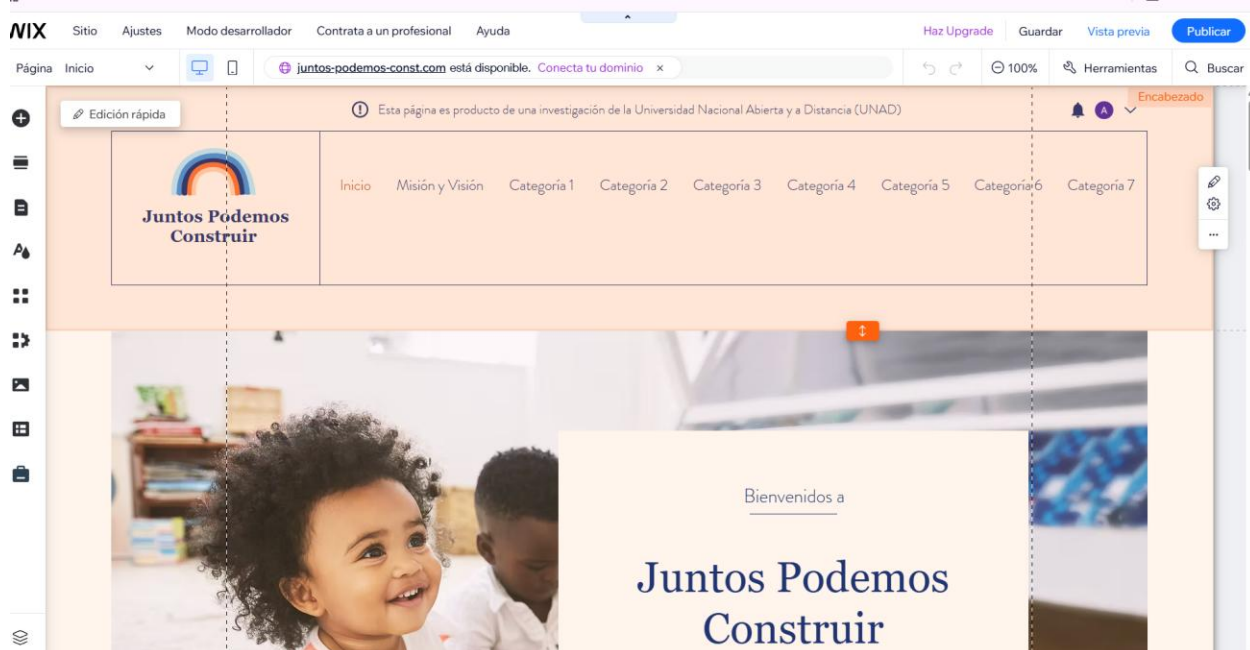 WIX Sitio Ajustes Modo desarrollador Contrata a un profesional Ayuda Haz Upgrade Guardar Vista previa Publicar
Página Inicio juntos-podemos-const.com está disponible. Conecta tu dominio x 100% Herramientas Buscar
Encabezado
Edición rápida
Esta página es producto de una investigación de la Universidad Nacional Abierta y a Distancia (UNAD)
A
Inicio Misión y Visión Categoría 1 Categoría 2 Categoría 3 Categoría 4 Categoría 5 Categoría 6 Categoría 7
Juntos Podemos
Construir
Bienvenidos a
Juntos Podemos
Construir